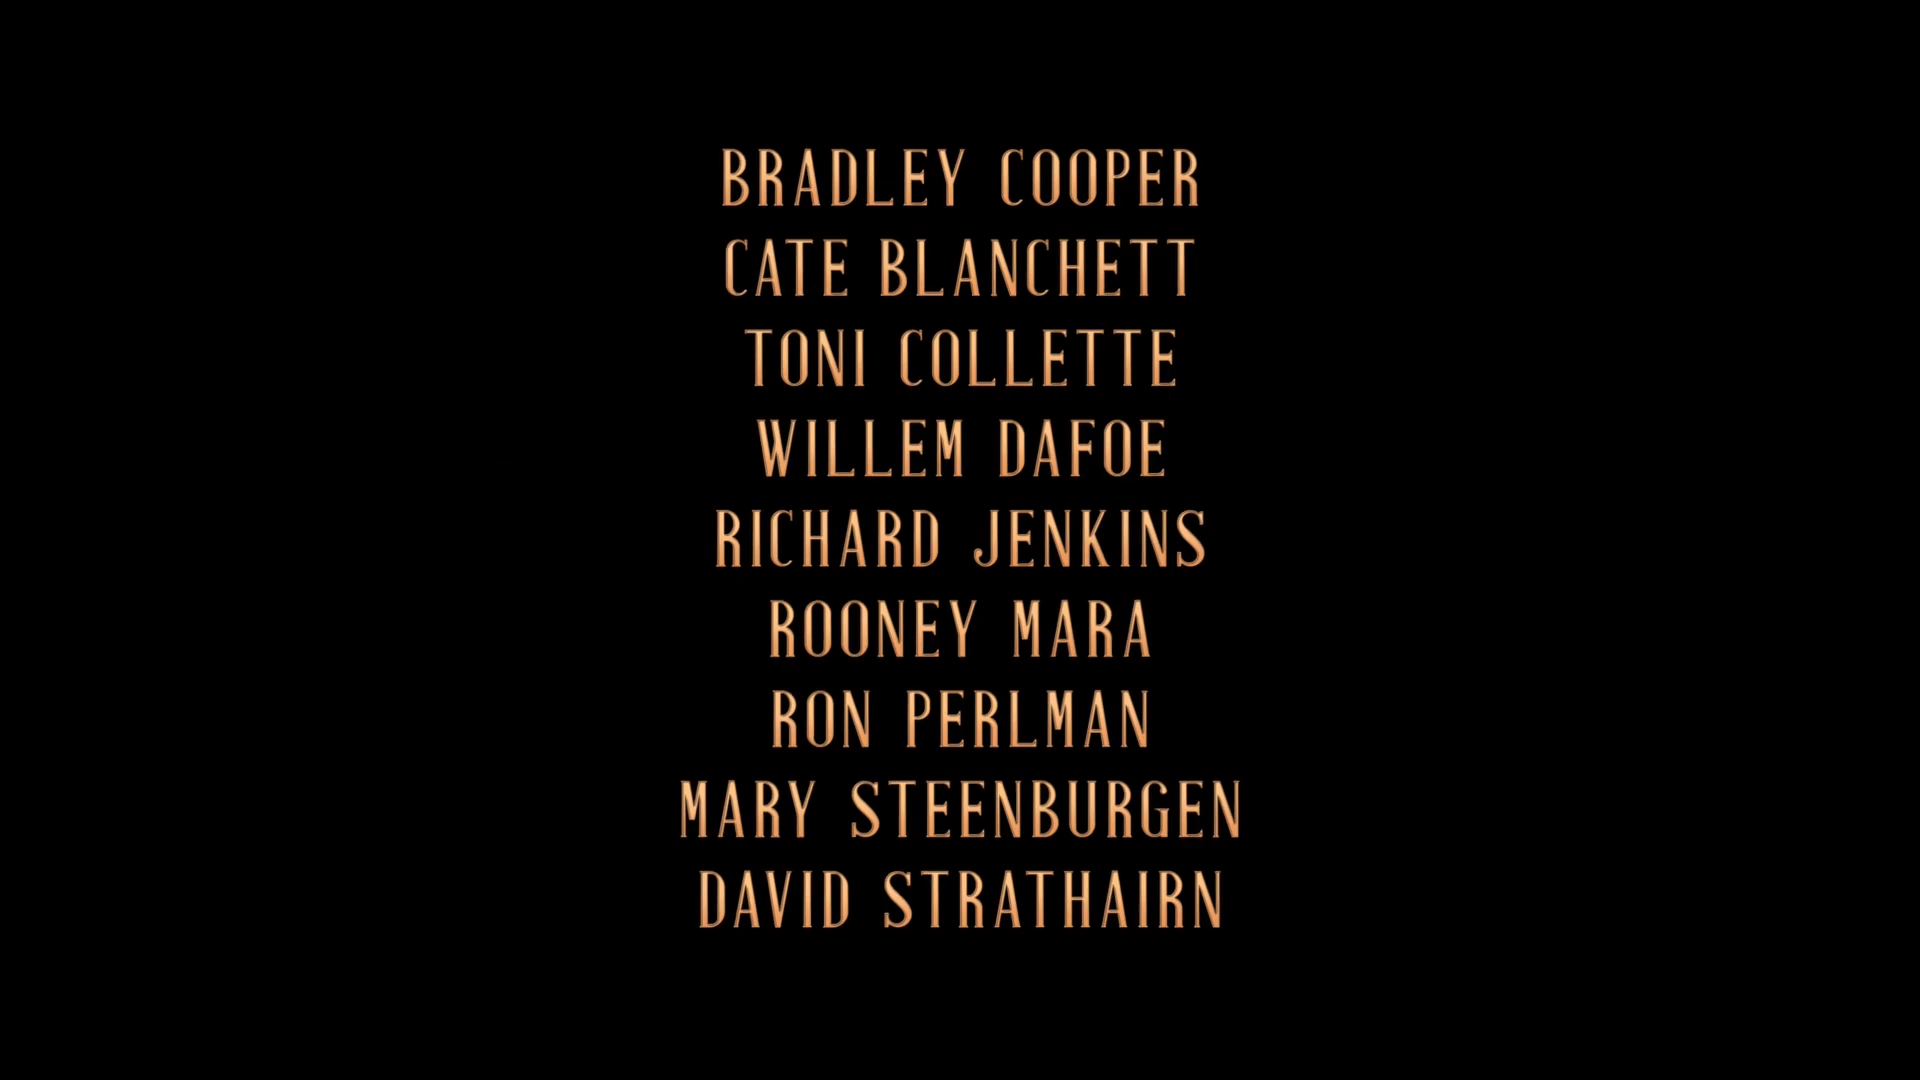 BRADLEY COOPER
CATE BLANCHETT
TONI COLLETTE
WILLEM DAFOE
RICHARD JENKINS
ROONEY MARA
RON PERLMAN
MARY STEENBURGEN
DAVID STRATHAIRN